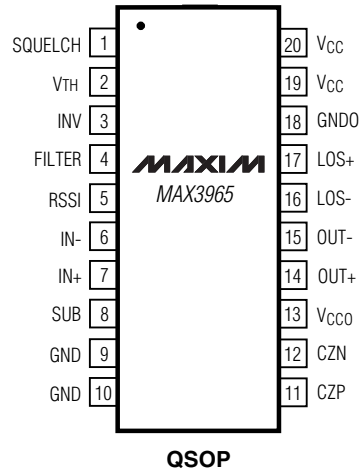 SQUELCH 1
VTH 2
INV 3
FILTER 4
RSSI 5
IN- 6
IN+ 7
SUB 8
GND 9
GND 10
MAXIM
MAX3965
20 VCC
19 VCC
18 GNDO
17 LOS+
16 LOS-
15 OUT-
14 OUT+
13 VCCO
12 CZN
11 CZP
QSOP